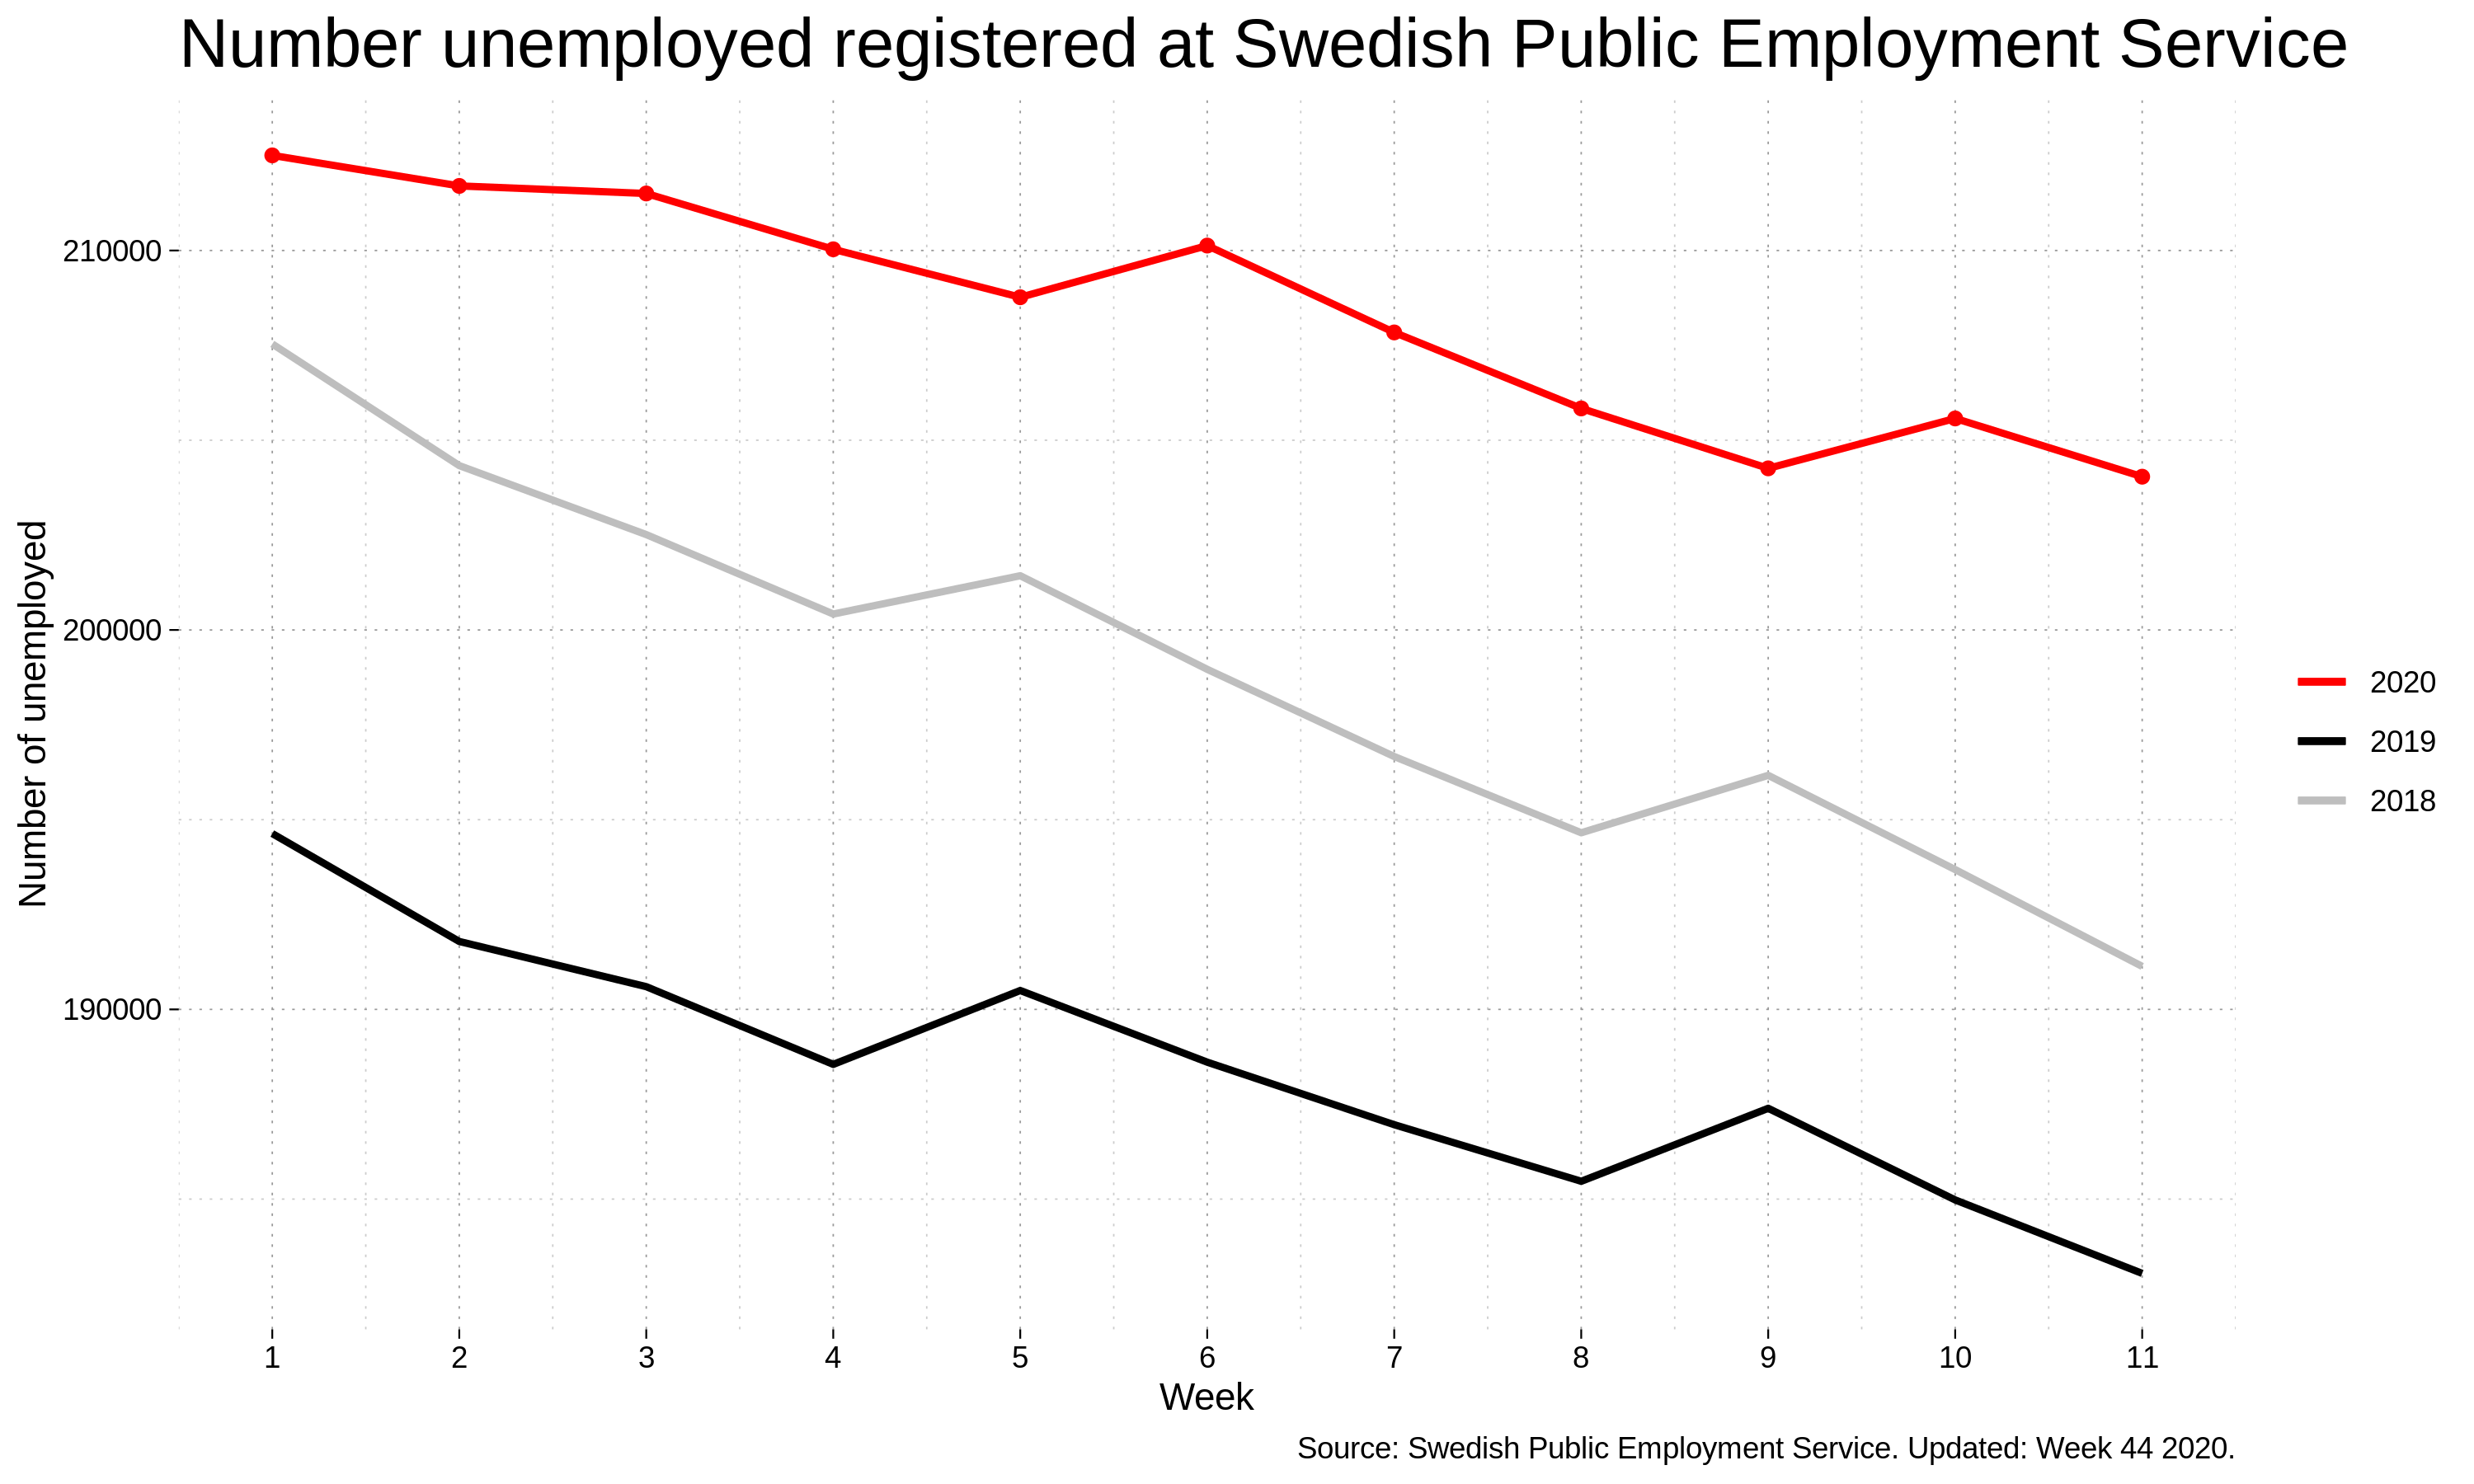 Number unemployed registered at Swedish Public Employment Service
Number of unemployed
210000
200000
190000
1 2 3 4 5 6 7 8 9 10 11
Week
2020
2019
2018
Source: Swedish Public Employment Service. Updated: Week 44 2020.